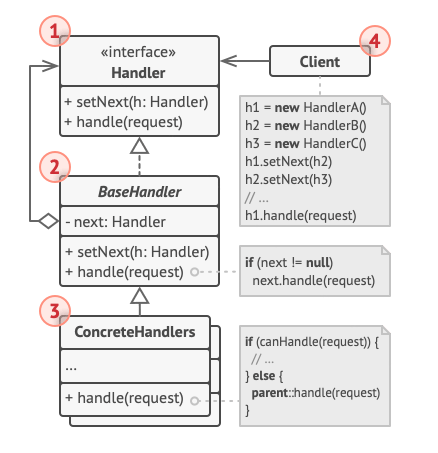 1
«interface»
Handler
+ setNext(h: Handler)
+ handle(request)
4
Client
h1 = new HandlerA()
h2 = new HandlerB()
h3 = new HandlerC()
h1.setNext(h2)
h2.setNext(h3)
// ...
h1.handle(request)
2
BaseHandler
- next: Handler
+ setNext(h: Handler)
+ handle(request)
if (next != null)
next.handle(request)
3
ConcreteHandlers
...
+ handle(request)
if (canHandle(request)) {
// ...
} else {
parent::handle(request)
}